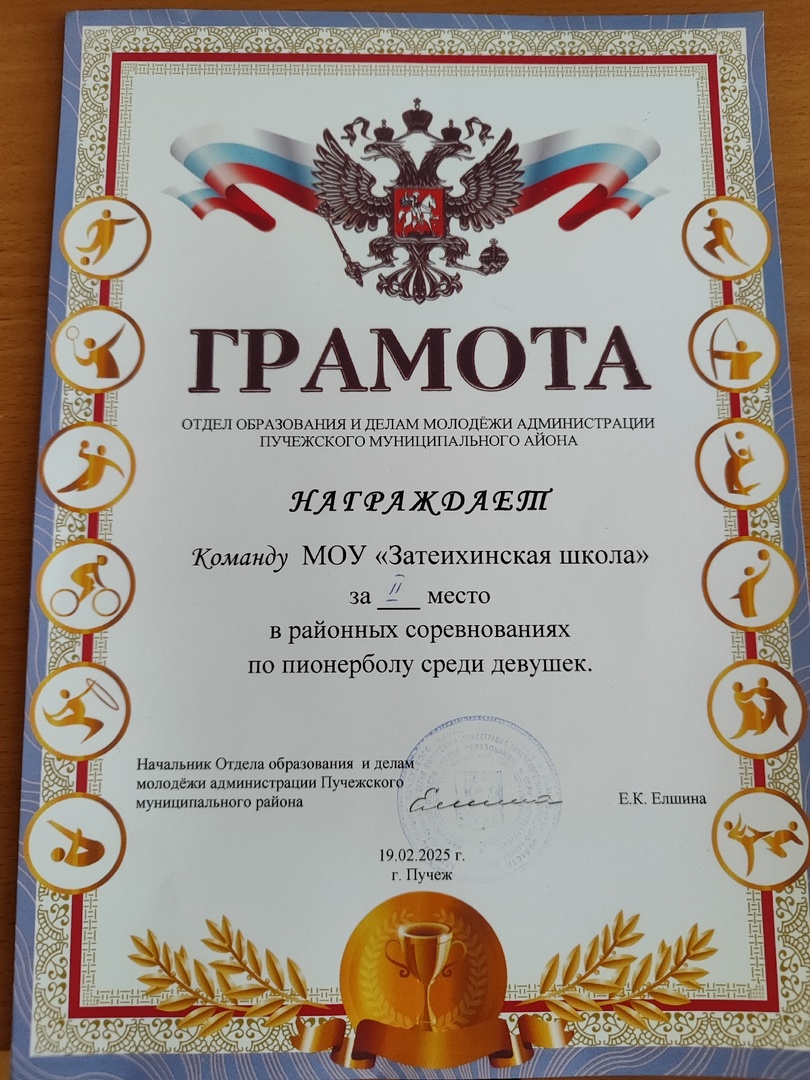 ГРАМОТА
ОТДЕЛ ОБРАЗОВАНИЯ И ДЕЛАМ МОЛОДЁЖИ АДМИНИСТРАЦИИ
ПУЧЕЖСКОГО МУНИЦИПАЛЬНОГО АЙОНА
НАГРАЖДАЕТ
Команду МОУ «Затеихинская школа»
за II место
в районных соревнованиях
по пионерболу среди девушек.
Начальник Отдела образования и делам
молодёжи администрации Пучежского
муниципального района
Е.К. Елшина
19.02.2025 г.
г. Пучеж